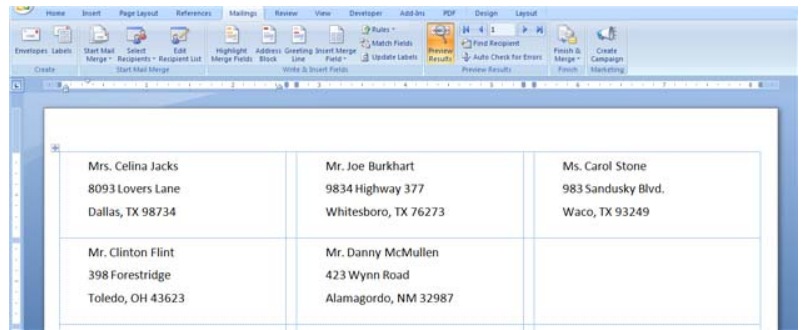 Home Insert Page Layout References Mailings Review View Developer Add-Ins PDF Design Layout
Envelopes Labels Start Mail Merge Select Recipients Edit Recipient List Highlight Merge Fields Address Block Greeting Line Insert Merge Field Rules Match Fields Update Labels Preview Results 1 Find Recipient Auto Check for Errors Finish & Merge Create Campaign
Create Start Mail Merge Write & Insert Fields Preview Results Finish Marketing
Mrs. Celina Jacks
8093 Lovers Lane
Dallas, TX 98734
Mr. Joe Burkhart
9834 Highway 377
Whitesboro, TX 76273
Ms. Carol Stone
983 Sandusky Blvd.
Waco, TX 93249
Mr. Clinton Flint
398 Forestridge
Toledo, OH 43623
Mr. Danny McMullen
423 Wynn Road
Alamagordo, NM 32987